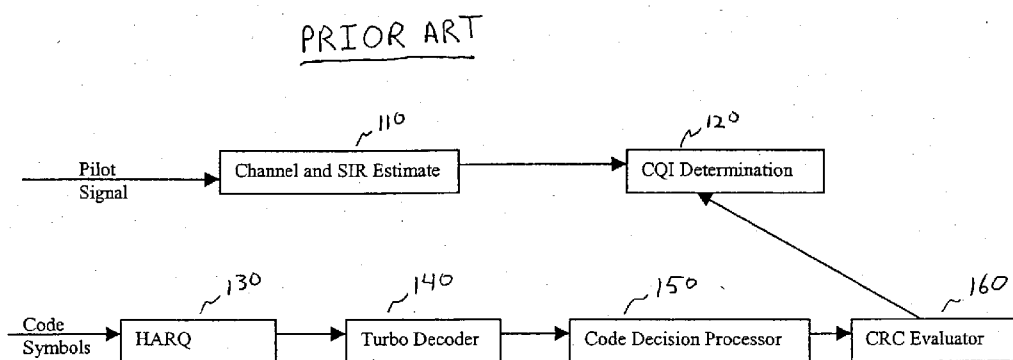 PRIOR ART
110
120
Pilot
Signal
Channel and SIR Estimate
CQI Determination
130
140
150
160
Code
Symbols
HARQ
Turbo Decoder
Code Decision Processor
CRC Evaluator